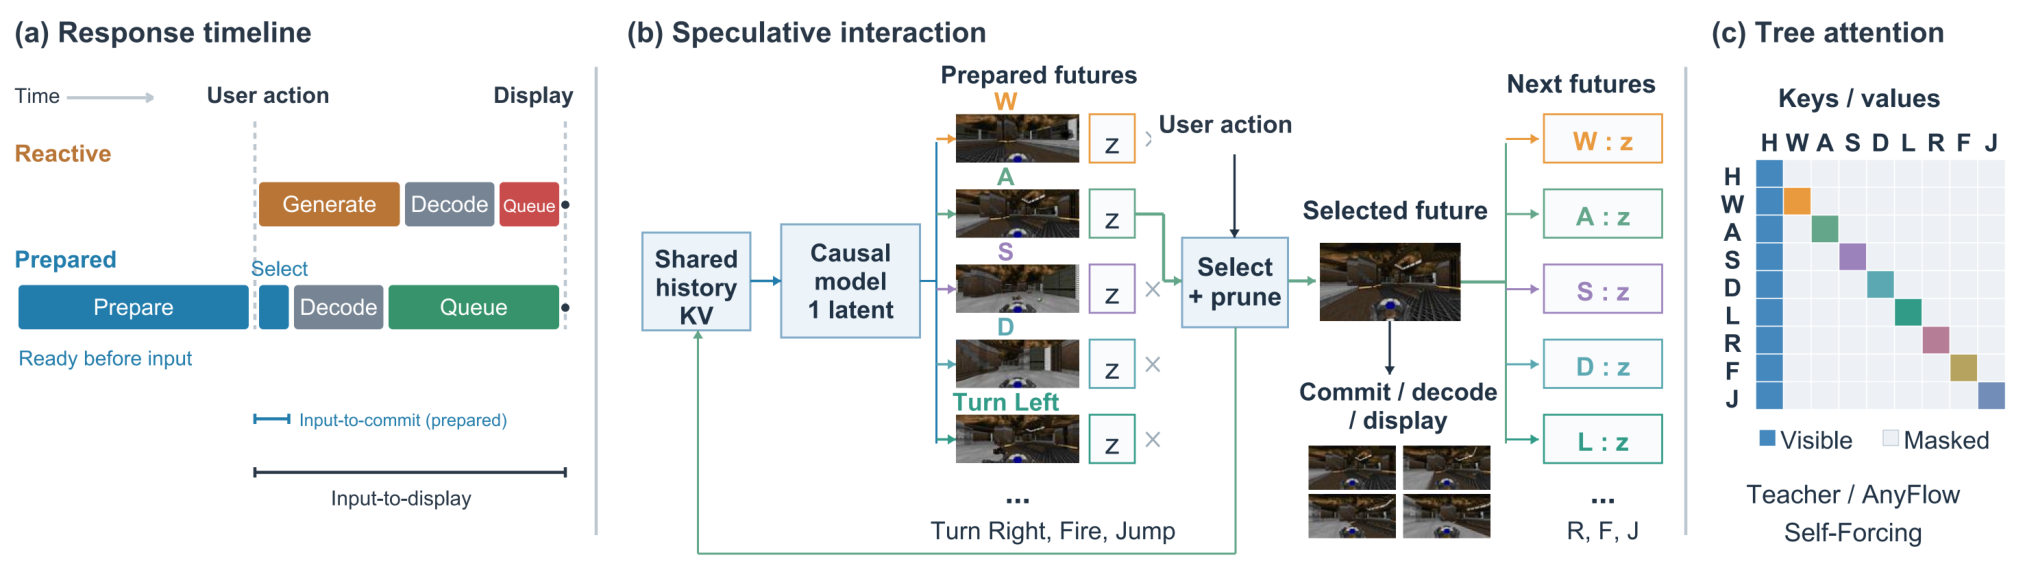 (a) Response timeline
Time
User action
Display
Reactive
Generate
Decode
Queue
Prepared
Select
Prepare
Decode
Queue
Ready before input
Input-to-commit (prepared)
Input-to-display
(b) Speculative interaction
Shared
history
KV
Causal
model
1 latent
Prepared futures
W
z
A
z
S
z
D
z
Turn Left
z
...
Turn Right, Fire, Jump
User action
Select
+ prune
Selected future
Commit / decode
/ display
Next futures
W : z
A : z
S : z
D : z
L : z
...
R, F, J
(c) Tree attention
Keys / values
H W A S D L R F J
H
W
A
S
D
L
R
F
J
Visible
Masked
Teacher / AnyFlow
Self-Forcing